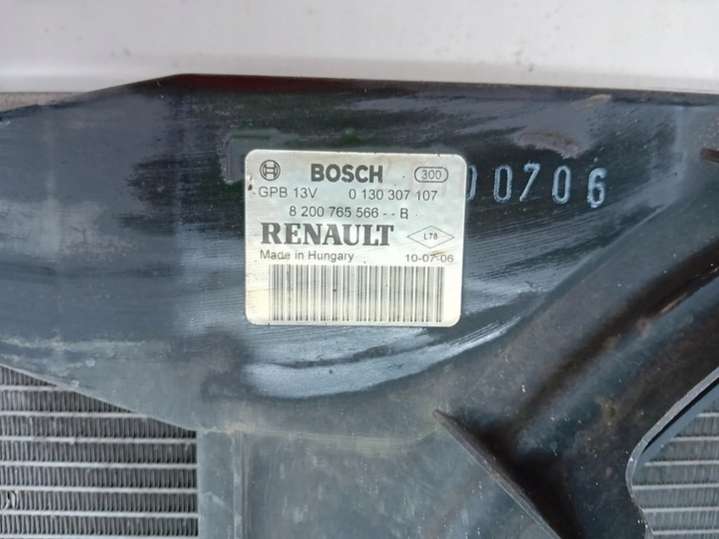 BOSCH 300
GPB 13V 0 130 307 107
8 200 765 566 - - B
RENAULT L78
Made in Hungary 10-07-06
00706